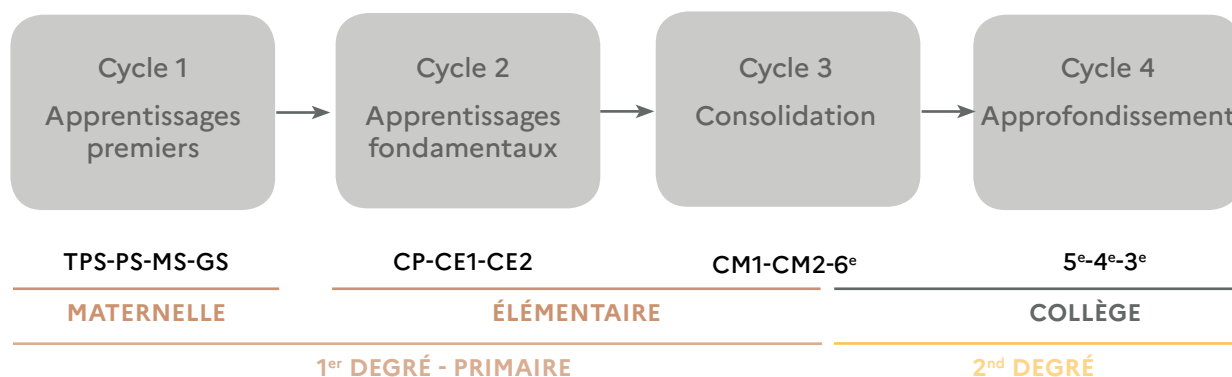 Cycle 1
Apprentissages
premiers
Cycle 2
Apprentissages
fondamentaux
Cycle 3
Consolidation
Cycle 4
Approfondissement
TPS-PS-MS-GS
CP-CE1-CE2
CM1-CM2-6ᵉ
5ᵉ-4ᵉ-3ᵉ
MATERNELLE
ÉLÉMENTAIRE
COLLÈGE
1ᵉʳ DEGRÉ - PRIMAIRE
2ⁿᵈ DEGRÉ